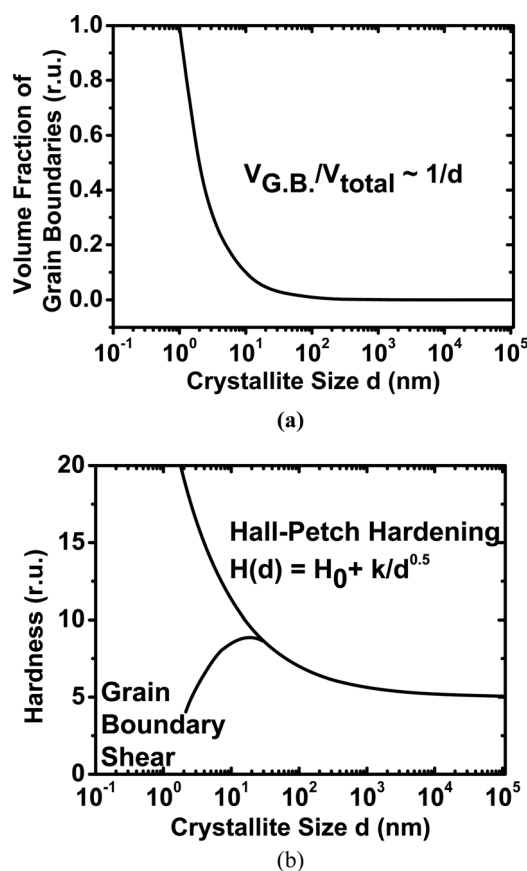 1.0
0.8
0.6
0.4
0.2
0.0
Volume Fraction of
Grain Boundaries (r.u.)
V_G.B./V_total ~ 1/d
10^-1 10^0 10^1 10^2 10^3 10^4 10^5
Crystallite Size d (nm)
(a)
20
15
10
5
0
Hardness (r.u.)
Hall-Petch Hardening
H(d) = H_0 + k/d^0.5
Grain
Boundary
Shear
10^-1 10^0 10^1 10^2 10^3 10^4 10^5
Crystallite Size d (nm)
(b)